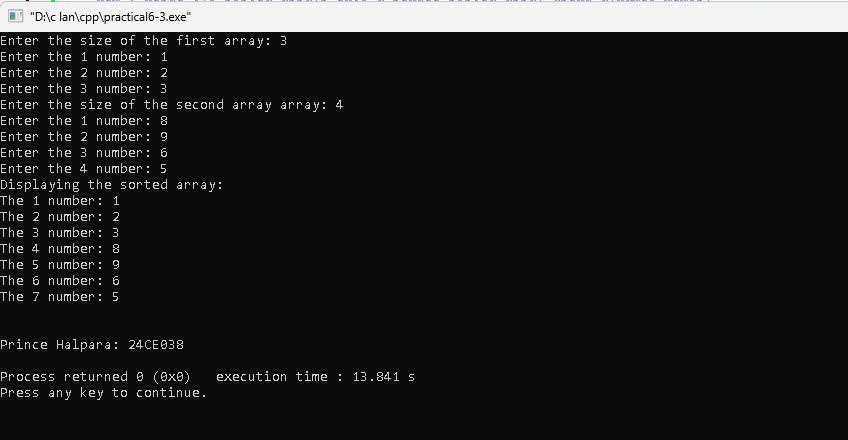 "D:\c lan\cpp\practical6-3.exe"
Enter the size of the first array: 3
Enter the 1 number: 1
Enter the 2 number: 2
Enter the 3 number: 3
Enter the size of the second array array: 4
Enter the 1 number: 8
Enter the 2 number: 9
Enter the 3 number: 6
Enter the 4 number: 5
Displaying the sorted array:
The 1 number: 1
The 2 number: 2
The 3 number: 3
The 4 number: 8
The 5 number: 9
The 6 number: 6
The 7 number: 5
Prince Halpara: 24CE038
Process returned 0 (0x0)   execution time : 13.841 s
Press any key to continue.